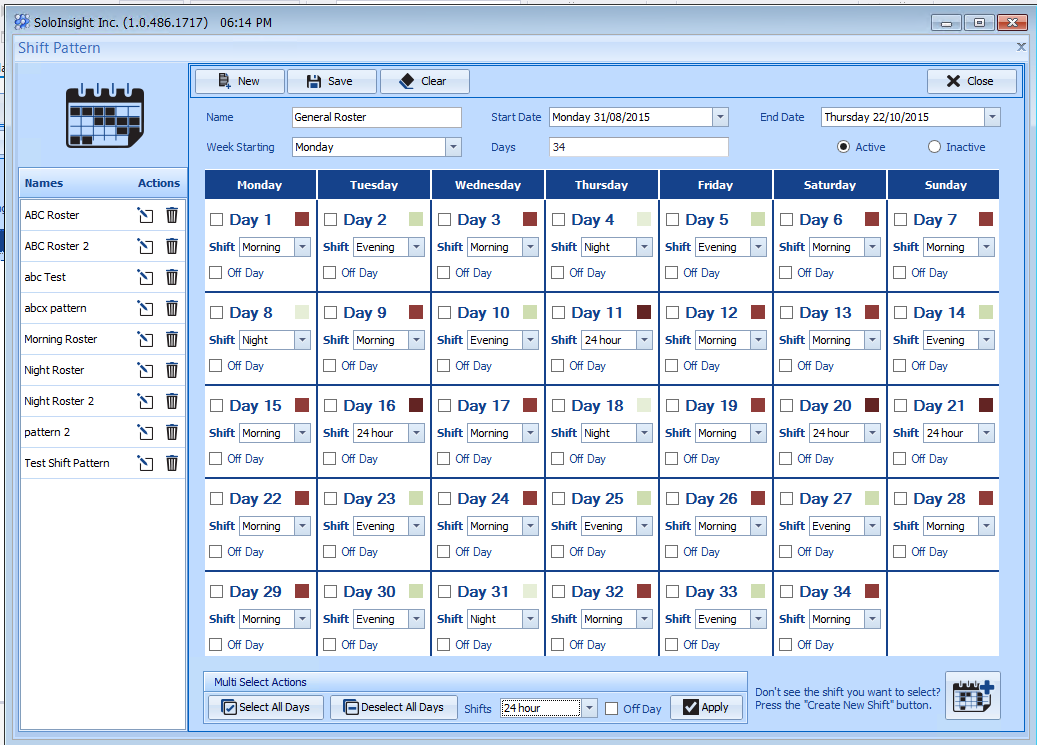 SoloInsight Inc. (1.0.486.1717) 06:14 PM
Shift Pattern
New Save Clear Close
Name General Roster Start Date Monday 31/08/2015 End Date Thursday 22/10/2015
Week Starting Monday Days 34 Active Inactive
Names Actions
ABC Roster
ABC Roster 2
abc Test
abcx pattern
Morning Roster
Night Roster
Night Roster 2
pattern 2
Test Shift Pattern
Monday Tuesday Wednesday Thursday Friday Saturday Sunday
Day 1 Day 2 Day 3 Day 4 Day 5 Day 6 Day 7
Shift Morning Shift Evening Shift Morning Shift Night Shift Evening Shift Morning Shift Morning
Off Day Off Day Off Day Off Day Off Day Off Day Off Day
Day 8 Day 9 Day 10 Day 11 Day 12 Day 13 Day 14
Shift Night Shift Morning Shift Evening Shift 24 hour Shift Morning Shift Morning Shift Evening
Off Day Off Day Off Day Off Day Off Day Off Day Off Day
Day 15 Day 16 Day 17 Day 18 Day 19 Day 20 Day 21
Shift Morning Shift 24 hour Shift Morning Shift Night Shift Morning Shift 24 hour Shift 24 hour
Off Day Off Day Off Day Off Day Off Day Off Day Off Day
Day 22 Day 23 Day 24 Day 25 Day 26 Day 27 Day 28
Shift Morning Shift Evening Shift Morning Shift Evening Shift Morning Shift Evening Shift Morning
Off Day Off Day Off Day Off Day Off Day Off Day Off Day
Day 29 Day 30 Day 31 Day 32 Day 33 Day 34
Shift Morning Shift Evening Shift Night Shift Morning Shift Evening Shift Morning
Off Day Off Day Off Day Off Day Off Day Off Day
Multi Select Actions
Select All Days Deselect All Days Shifts 24 hour Off Day Apply
Don't see the shift you want to select?
Press the "Create New Shift" button.